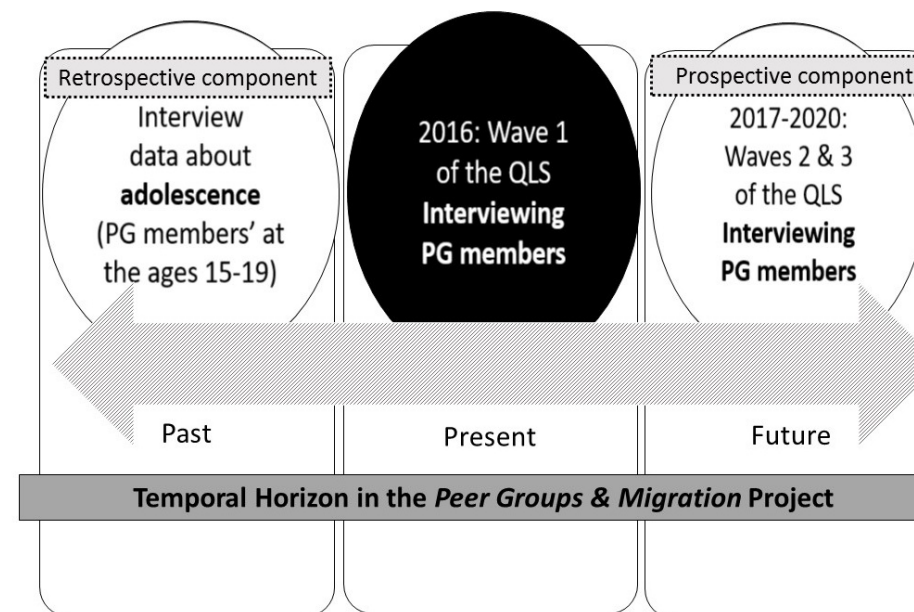 Retrospective component
Interview
data about
adolescence
(PG members' at
the ages 15-19)
2016: Wave 1
of the QLS
Interviewing
PG members
Prospective component
2017-2020:
Waves 2 & 3
of the QLS
Interviewing
PG members
Past
Present
Future
Temporal Horizon in the Peer Groups & Migration Project